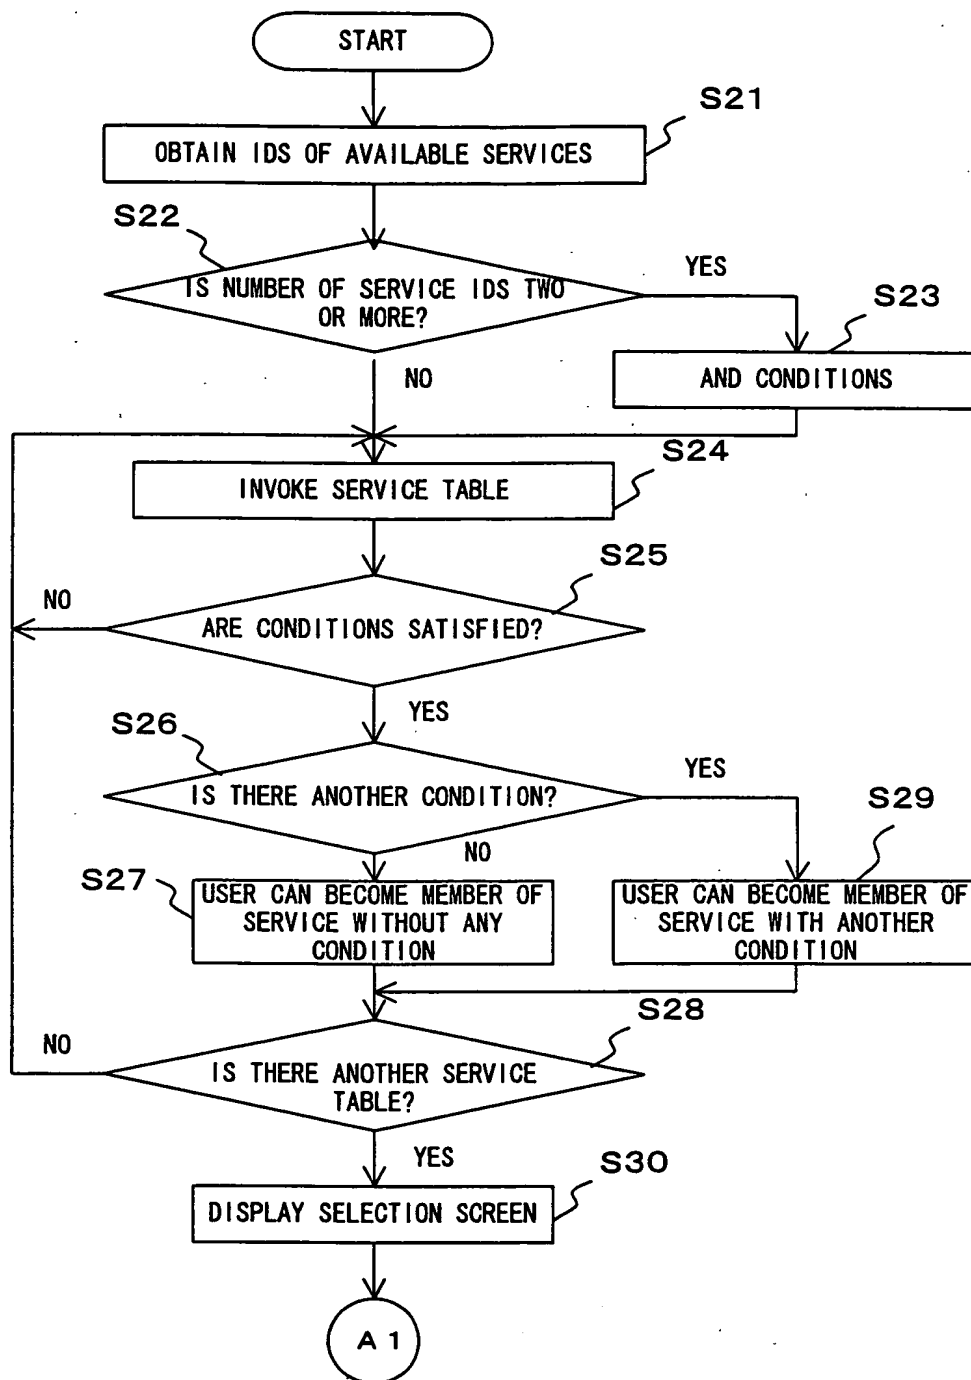 START
S21
OBTAIN IDS OF AVAILABLE SERVICES
S22
IS NUMBER OF SERVICE IDS TWO
OR MORE?
YES
S23
AND CONDITIONS
NO
S24
INVOKE SERVICE TABLE
S25
NO
ARE CONDITIONS SATISFIED?
YES
S26
IS THERE ANOTHER CONDITION?
YES
S29
NO
S27
USER CAN BECOME MEMBER OF
SERVICE WITHOUT ANY
CONDITION
USER CAN BECOME MEMBER OF
SERVICE WITH ANOTHER
CONDITION
S28
NO
IS THERE ANOTHER SERVICE
TABLE?
YES
S30
DISPLAY SELECTION SCREEN
A 1